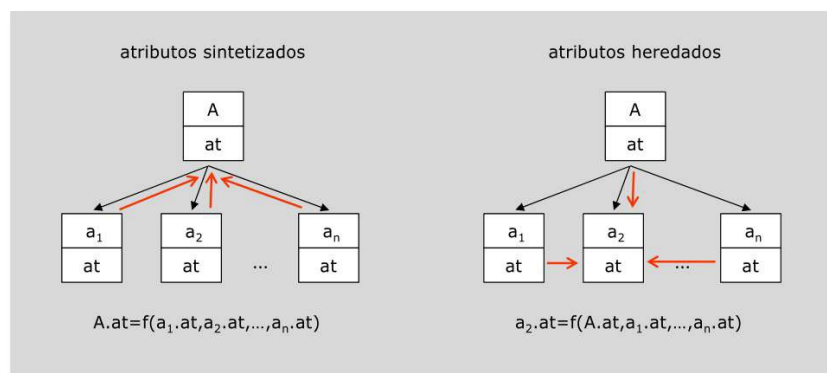 atributos sintetizados
A
at
a₁ a₂ aₙ
at at ... at
A.at=f(a₁.at,a₂.at,...,aₙ.at)
atributos heredados
A
at
a₁ a₂ aₙ
at at ... at
a₂.at=f(A.at,a₁.at,...,aₙ.at)